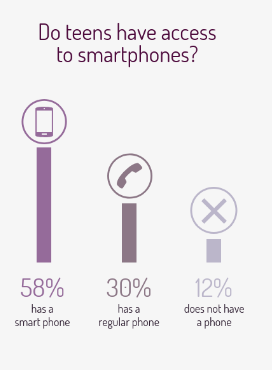 Do teens have access
to smartphones?
58%
has a
smart phone
30%
has a
regular phone
12%
does not have
a phone